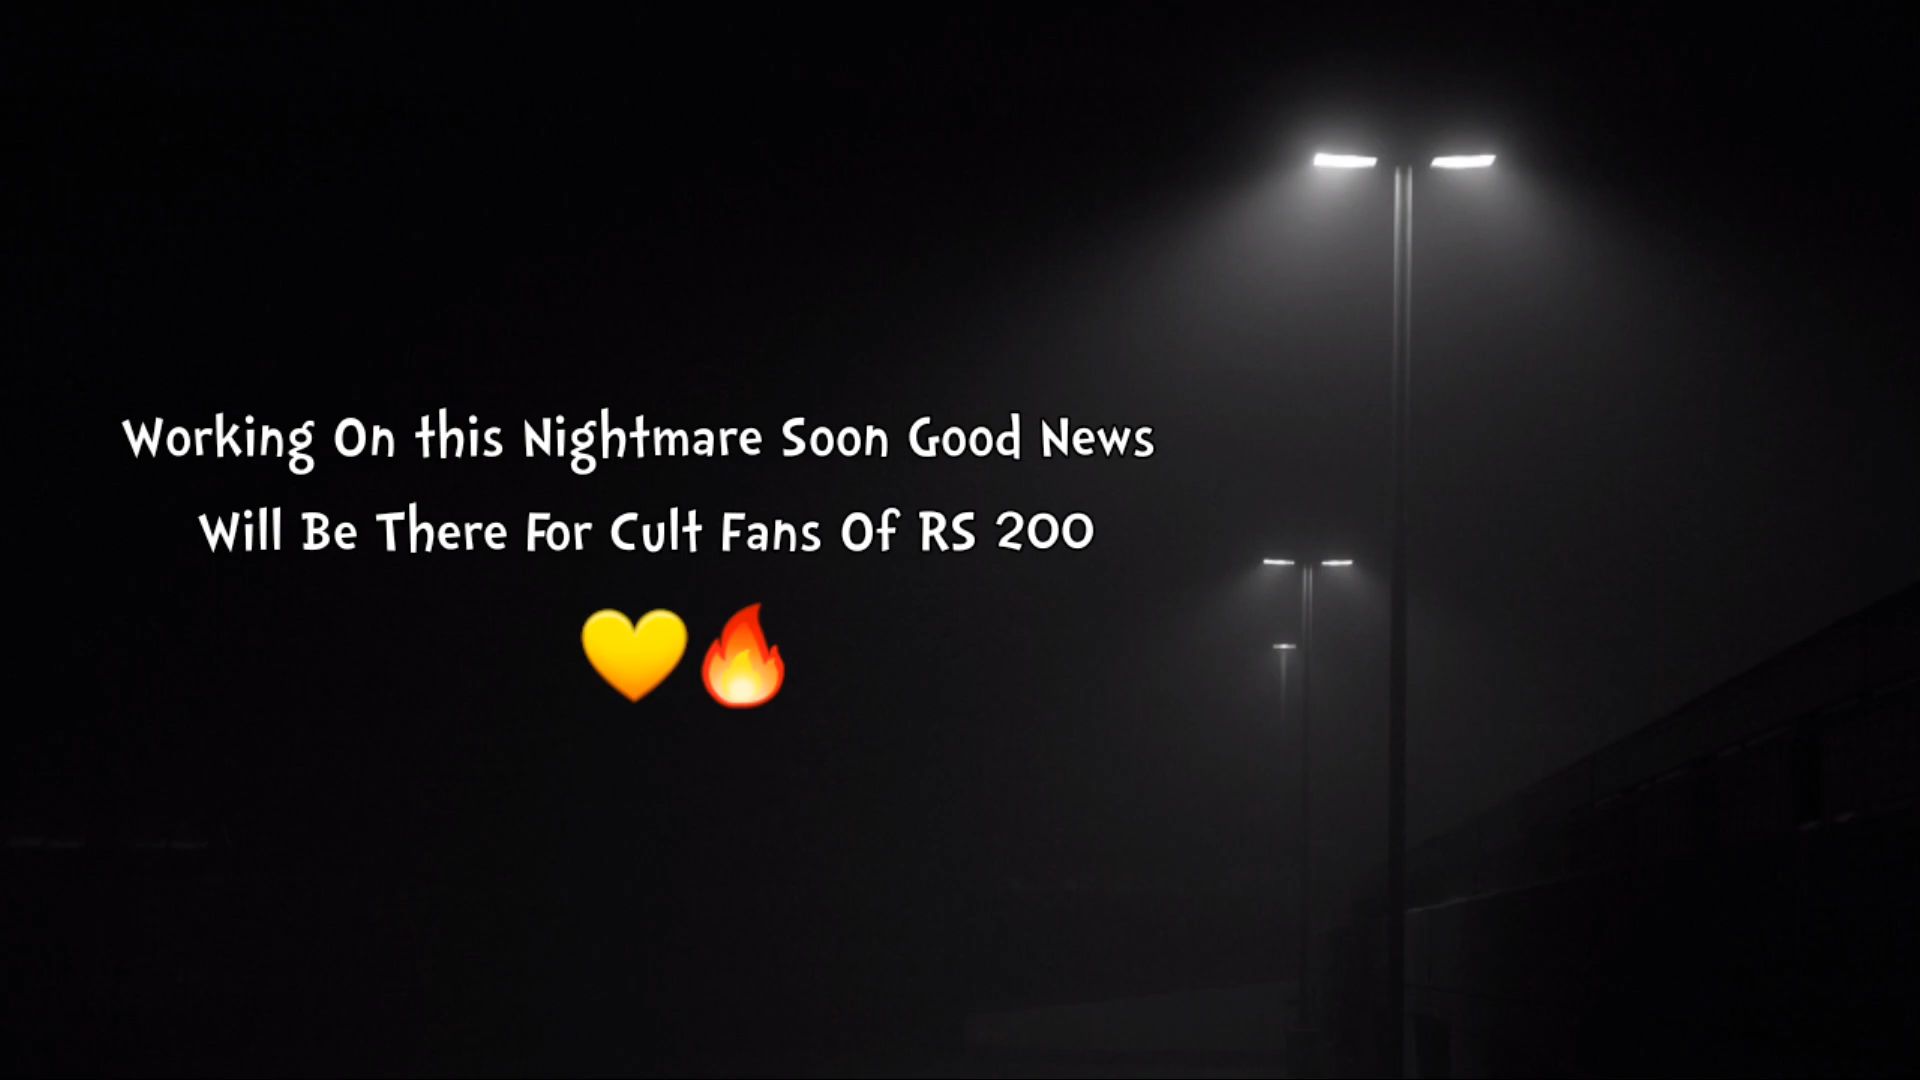 Working On this Nightmare Soon Good News
Will Be There For Cult Fans Of RS 200
💛🔥